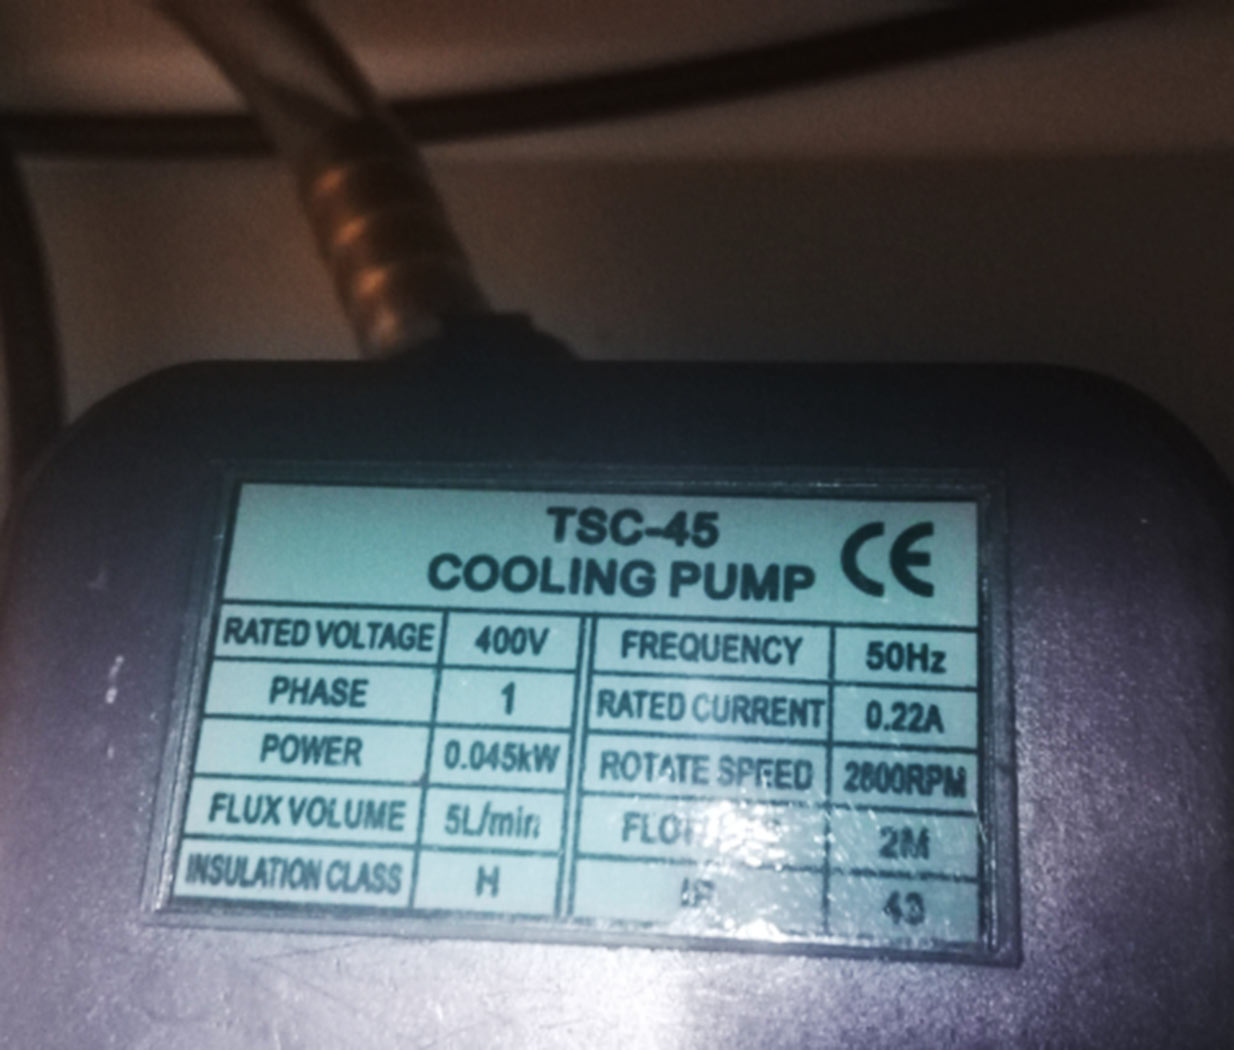 TSC-45
COOLING PUMP CE
RATED VOLTAGE 400V FREQUENCY 50Hz
PHASE 1 RATED CURRENT 0.22A
POWER 0.045kW ROTATE SPEED 2800RPM
FLUX VOLUME 5L/min 2M
INSULATION CLASS H IP 43